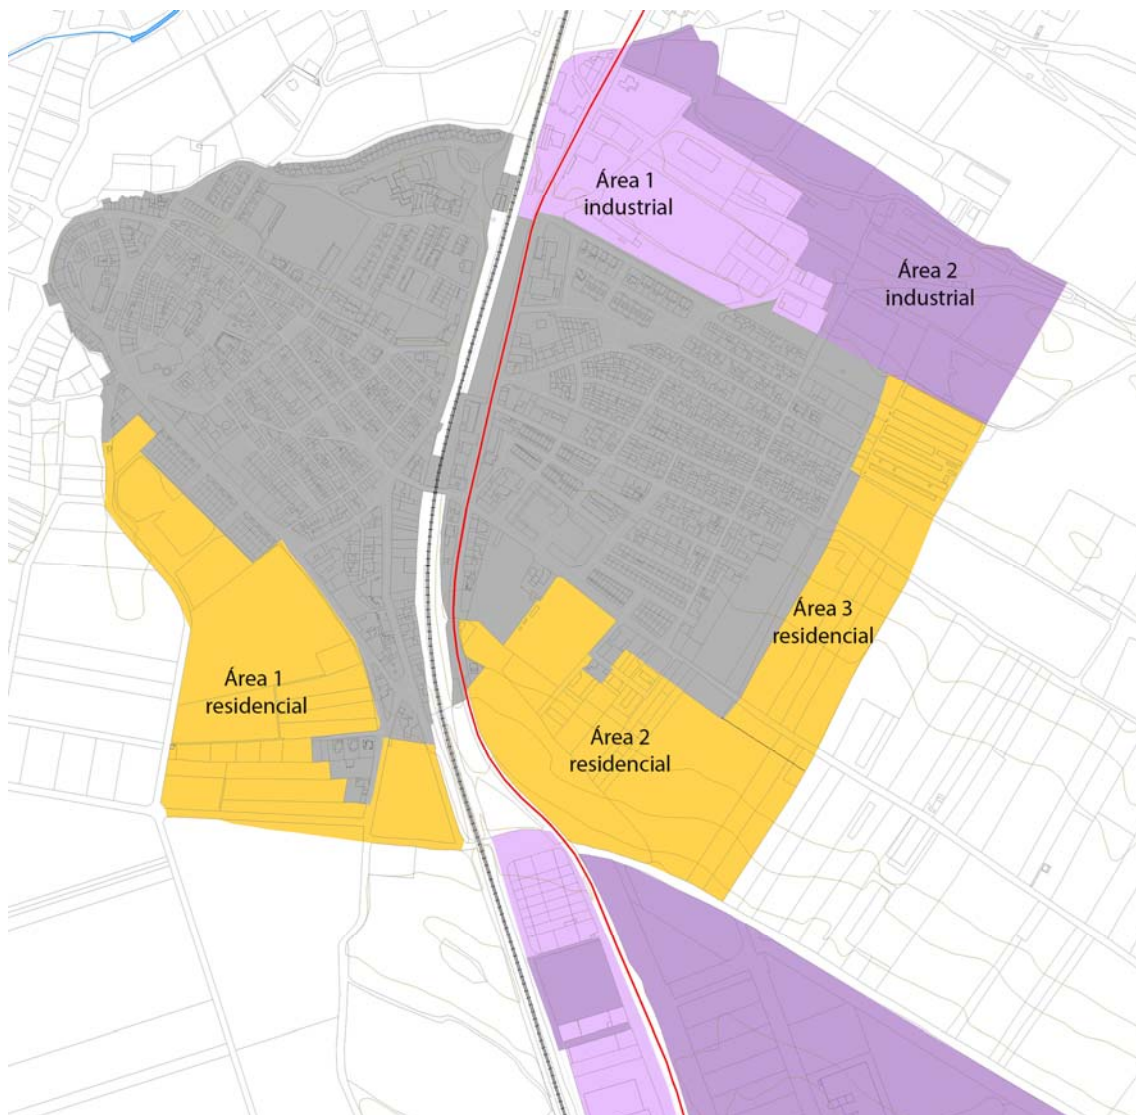 Área 1
industrial
Área 2
industrial
Área 3
residencial
Área 1
residencial
Área 2
residencial